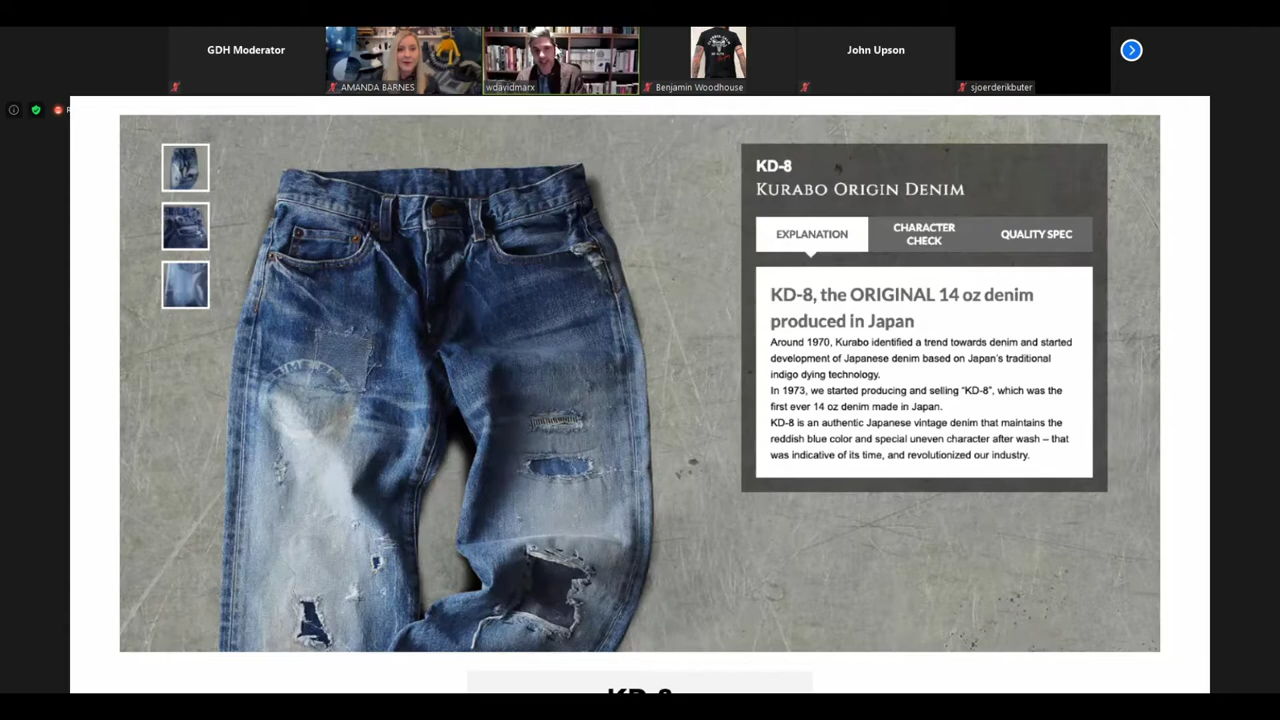 GDH Moderator
John Upson
AMANDA BARNES
wdavidmarx
Benjamin Woodhouse
sjoerderikbuter
KD-8
KURABO ORIGIN DENIM
EXPLANATION
CHARACTER
CHECK
QUALITY SPEC
KD-8, the ORIGINAL 14 oz denim
produced in Japan
Around 1970, Kurabo identified a trend towards denim and started
development of Japanese denim based on Japan's traditional
indigo dying technology.
In 1973, we started producing and selling “KD-8”, which was the
first ever 14 oz denim made in Japan.
KD-8 is an authentic Japanese vintage denim that maintains the
reddish blue color and special uneven character after wash – that
was indicative of its time, and revolutionized our industry.
KD-8